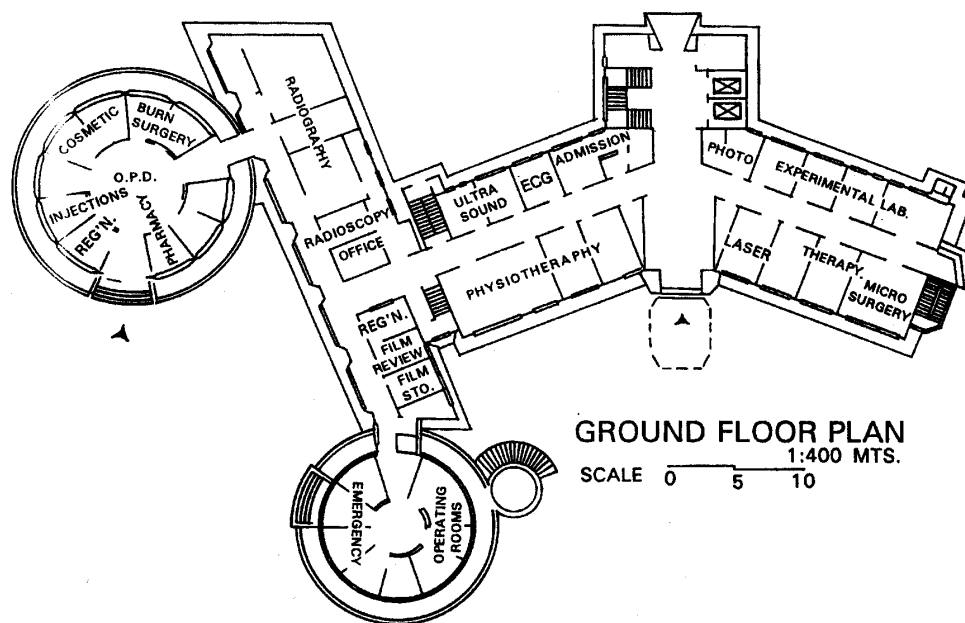 COSMETIC
BURN
SURGERY
O.P.D.
INJECTIONS
REG'N.
PHARMACY
RADIOGRAPHY
RADIOSCOPY
OFFICE
REG'N.
FILM
REVIEW
FILM
STO.
EMERGENCY
OPERATING
ROOMS
ULTRA
SOUND
ECG
ADMISSION
PHYSIOTHERAPHY
PHOTO
EXPERIMENTAL LAB.
LASER
THERAPY
MICRO
SURGERY
GROUND FLOOR PLAN
1:400 MTS.
SCALE 0 5 10